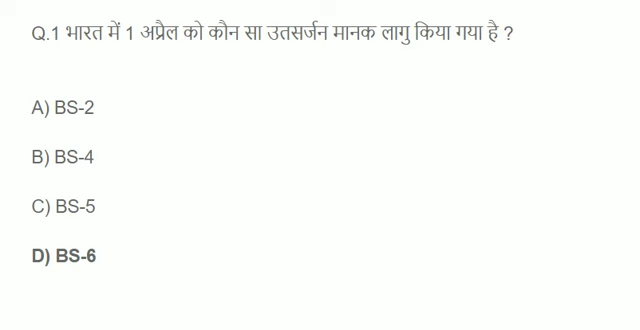 Q.1 भारत में 1 अप्रैल को कौन सा उतसर्जन मानक लागु किया गया है ?
A) BS-2
B) BS-4
C) BS-5
D) BS-6